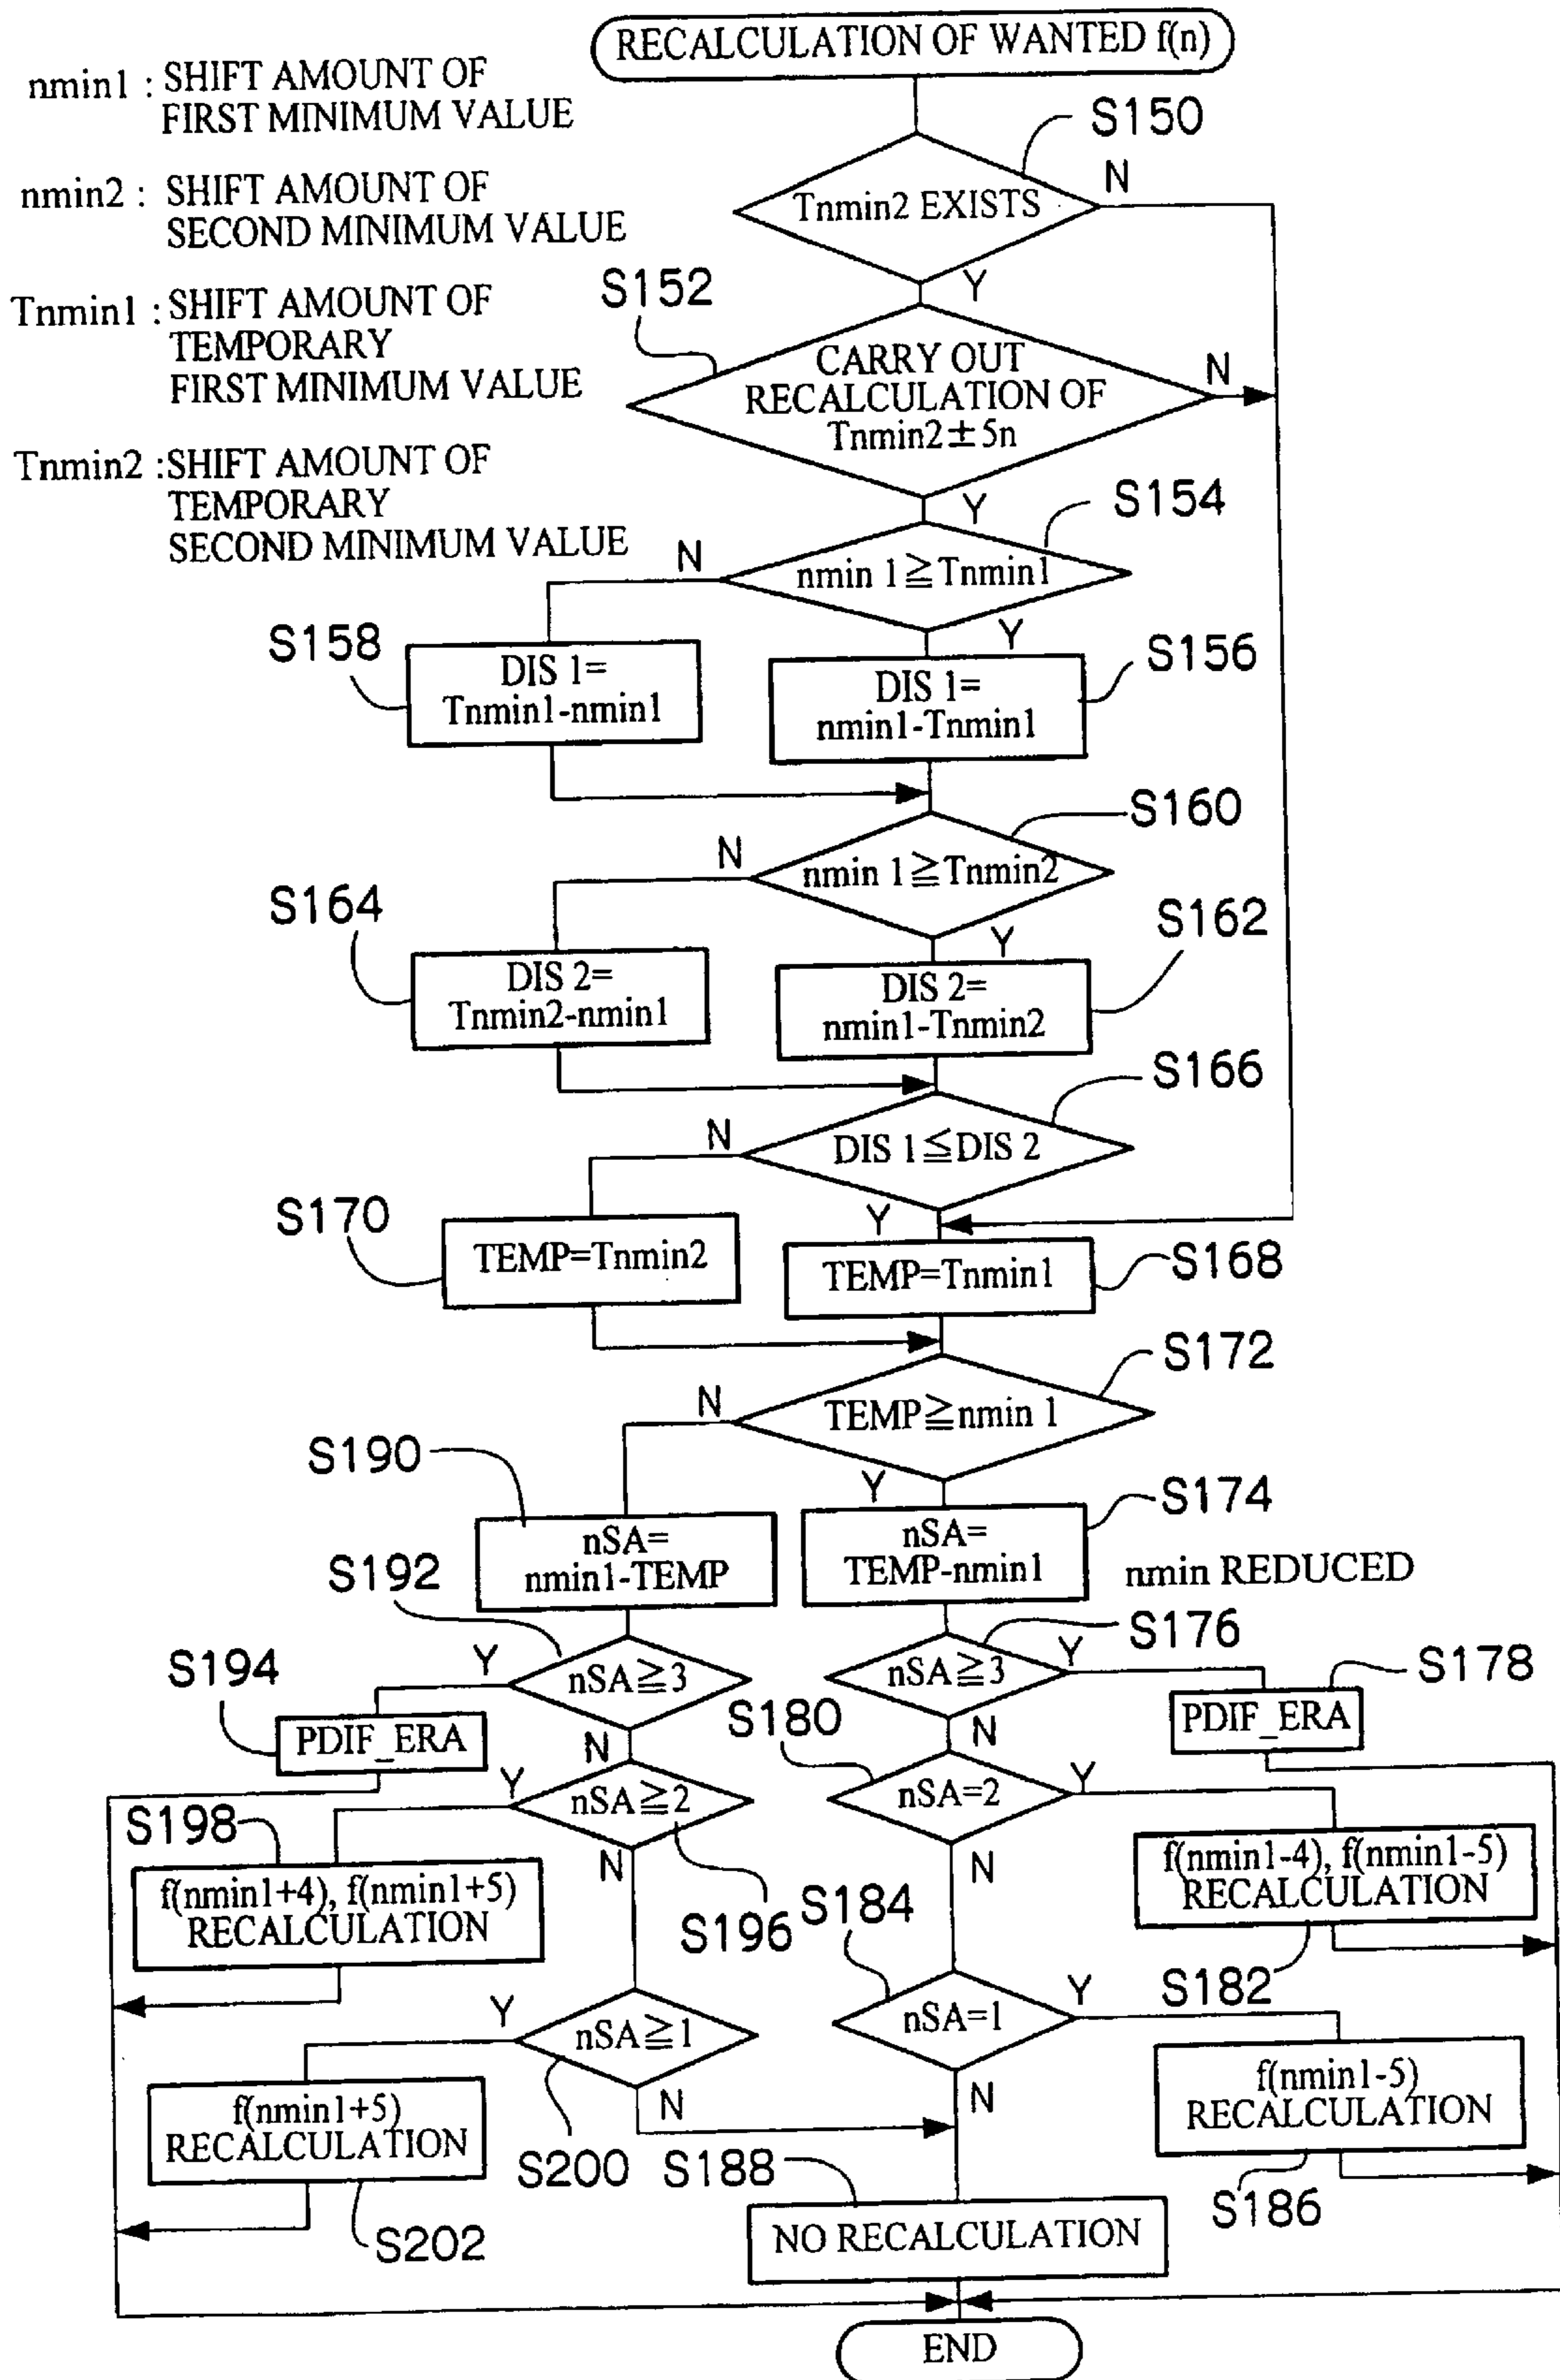 RECALCULATION OF WANTED f(n)
nmin1 : SHIFT AMOUNT OF
FIRST MINIMUM VALUE
nmin2 : SHIFT AMOUNT OF
SECOND MINIMUM VALUE
Tnmin1 : SHIFT AMOUNT OF
TEMPORARY
FIRST MINIMUM VALUE
Tnmin2 : SHIFT AMOUNT OF
TEMPORARY
SECOND MINIMUM VALUE
S150
Tnmin2 EXISTS
N
Y
S152
CARRY OUT
RECALCULATION OF
Tnmin2±5n
N
Y
S154
nmin 1≧Tnmin1
N
Y
S158
DIS 1=
Tnmin1-nmin1
S156
DIS 1=
nmin1-Tnmin1
S160
nmin 1≧Tnmin2
N
Y
S164
DIS 2=
Tnmin2-nmin1
S162
DIS 2=
nmin1-Tnmin2
S166
DIS 1≦DIS 2
N
Y
S170
TEMP=Tnmin2
S168
TEMP=Tnmin1
S172
TEMP≧nmin 1
N
Y
S190
nSA=
nmin1-TEMP
S174
nSA=
TEMP-nmin1
nmin REDUCED
S192
nSA≧3
Y
N
S176
nSA≧3
Y
N
S194
PDIF_ERA
S178
PDIF_ERA
S196
nSA≧2
Y
N
S180
nSA=2
Y
N
S198
f(nmin1+4), f(nmin1+5)
RECALCULATION
S182
f(nmin1-4), f(nmin1-5)
RECALCULATION
S200
nSA≧1
Y
N
S184
nSA=1
Y
N
S202
f(nmin1+5)
RECALCULATION
S186
f(nmin1-5)
RECALCULATION
S188
NO RECALCULATION
END